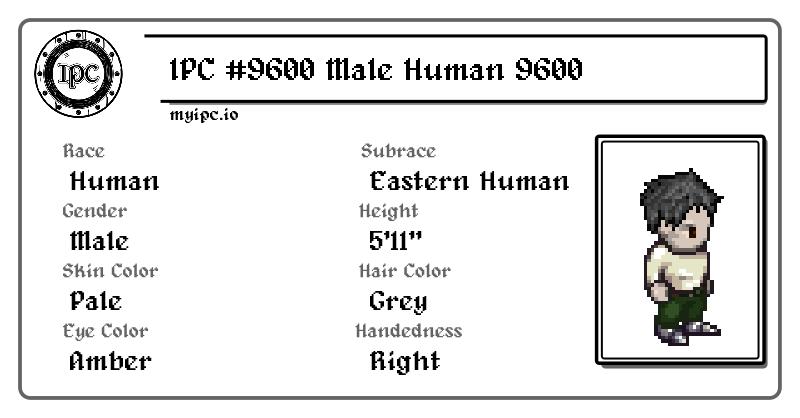 IPC
IPC #9600 Male Human 9600
myipc.io
Race
Human
Subrace
Eastern Human
Gender
Male
Height
5'11"
Skin Color
Pale
Hair Color
Grey
Eye Color
Amber
Handedness
Right